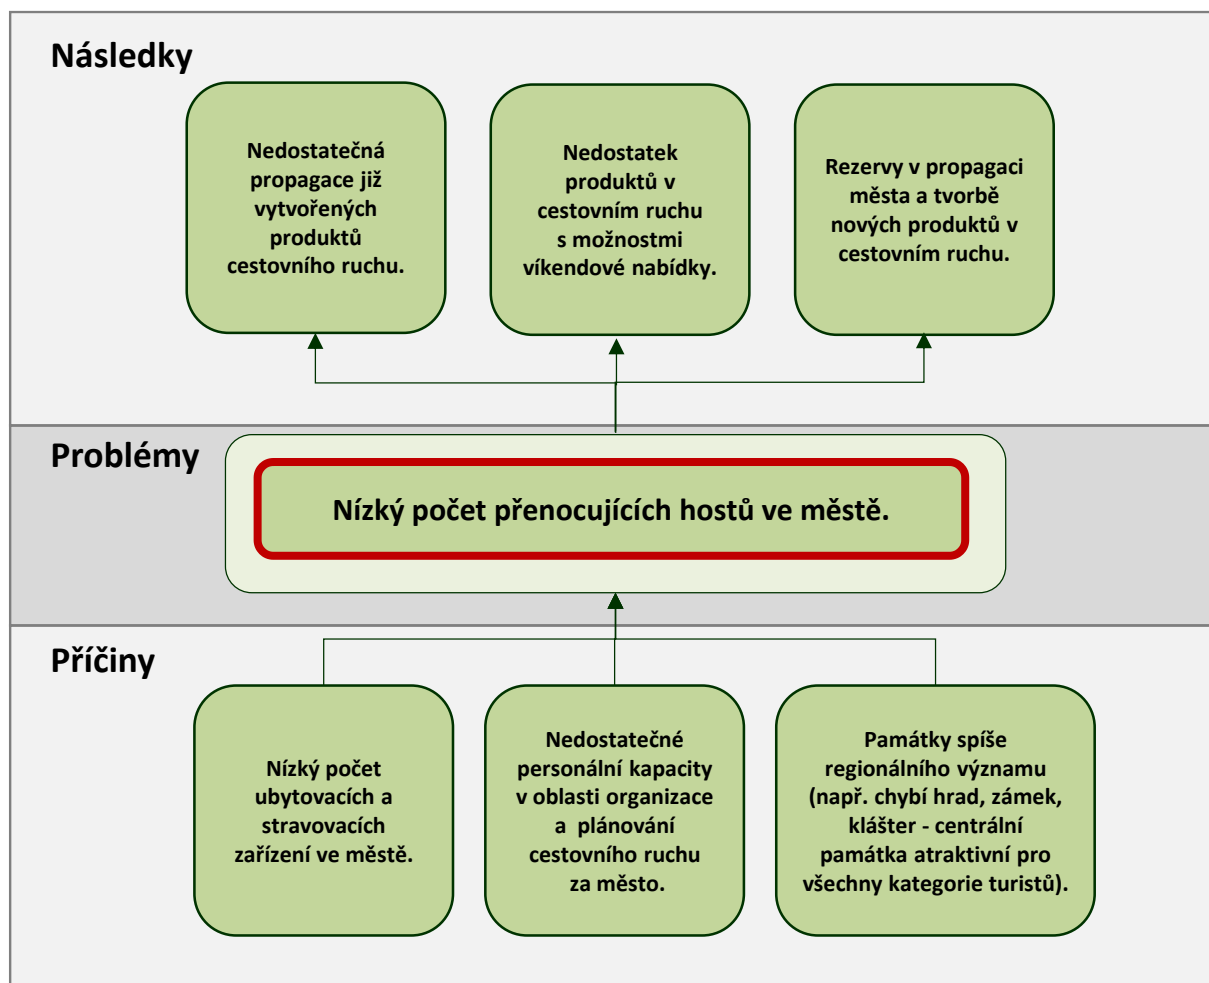 Následky
Nedostatečná
propagace již
vytvořených
produktů
cestovního ruchu.
Nedostatek
produktů v
cestovním ruchu
s možnostmi
víkendové nabídky.
Rezervy v propagaci
města a tvorbě
nových produktů v
cestovním ruchu.
Problémy
Nízký počet přenocujících hostů ve městě.
Příčiny
Nízký počet
ubytovacích a
stravovacích
zařízení ve městě.
Nedostatečné
personální kapacity
v oblasti organizace
a plánování
cestovního ruchu
za město.
Památky spíše
regionálního významu
(např. chybí hrad, zámek,
klášter - centrální
památka atraktivní pro
všechny kategorie turistů).